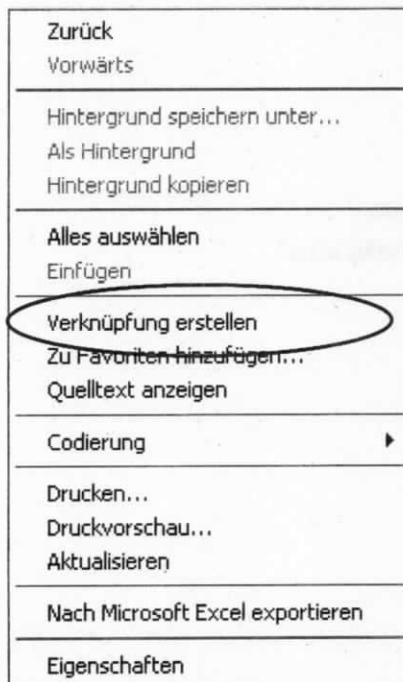 Zurück
Vorwärts
Hintergrund speichern unter...
Als Hintergrund
Hintergrund kopieren
Alles auswählen
Einfügen
Verknüpfung erstellen
Zu Favoriten hinzufügen...
Quelltext anzeigen
Codierung
Drucken...
Druckvorschau...
Aktualisieren
Nach Microsoft Excel exportieren
Eigenschaften